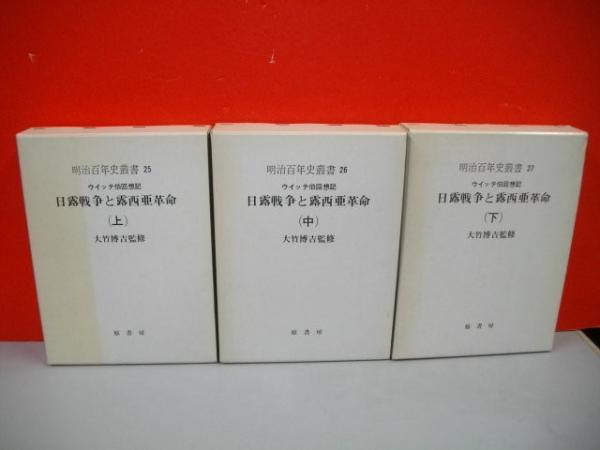 明治百年史叢書 25
ウイッテ伯回想記
日露戦争と露西亜革命
(上)
大竹博吉監修
原書房
明治百年史叢書 26
ウイッテ伯回想記
日露戦争と露西亜革命
(中)
大竹博吉監修
原書房
明治百年史叢書 27
ウイッテ伯回想記
日露戦争と露西亜革命
(下)
大竹博吉監修
原書房